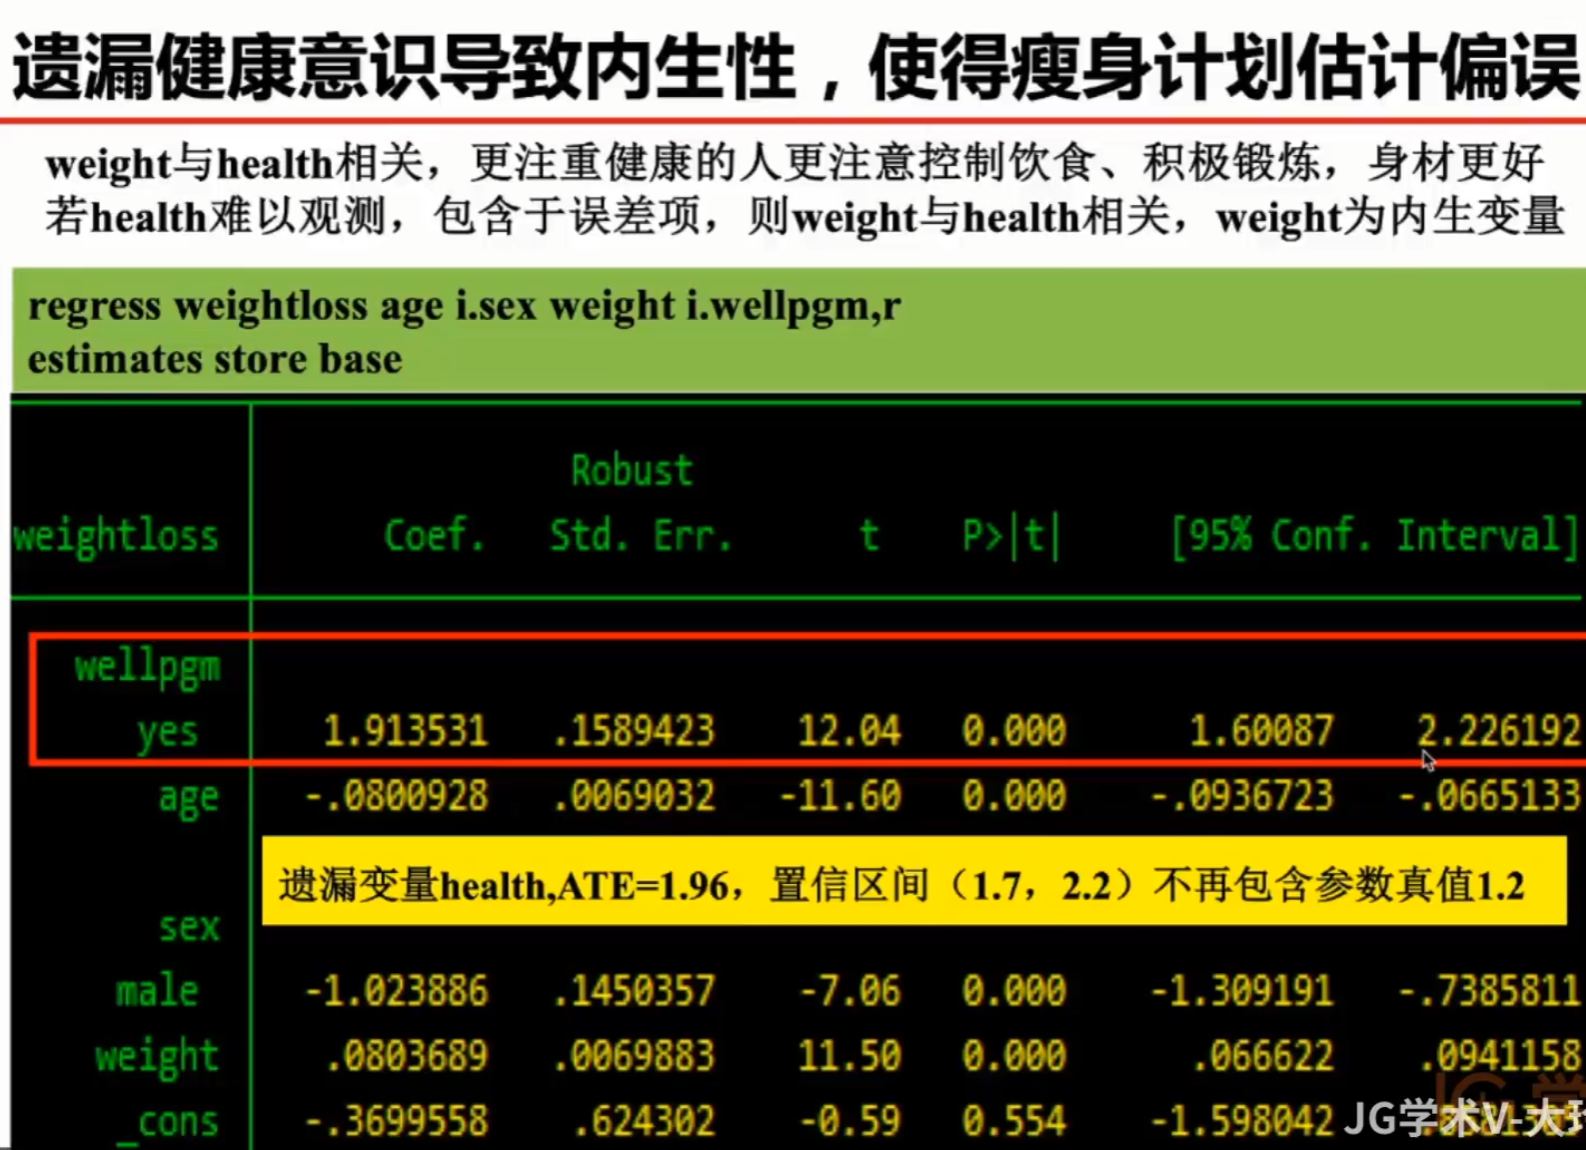 遗漏健康意识导致内生性，使得瘦身计划估计偏误
weight与health相关，更注重健康的人更注意控制饮食、积极锻炼，身材更好
若health难以观测，包含于误差项，则weight与health相关，weight为内生变量
regress weightloss age i.sex weight i.wellpgm,r
estimates store base
Robust
weightloss Coef. Std. Err. t P>|t| [95% Conf. Interval]
wellpgm
yes 1.913531 .1589423 12.04 0.000 1.60087 2.226192
age -.0800928 .0069032 -11.60 0.000 -.0936723 -.0665133
遗漏变量health,ATE=1.96，置信区间（1.7，2.2）不再包含参数真值1.2
sex
male -1.023886 .1450357 -7.06 0.000 -1.309191 -.7385811
weight .0803689 .0069883 11.50 0.000 .066622 .0941158
_cons -.3699558 .624302 -0.59 0.554 -1.598042
JG学术V-大